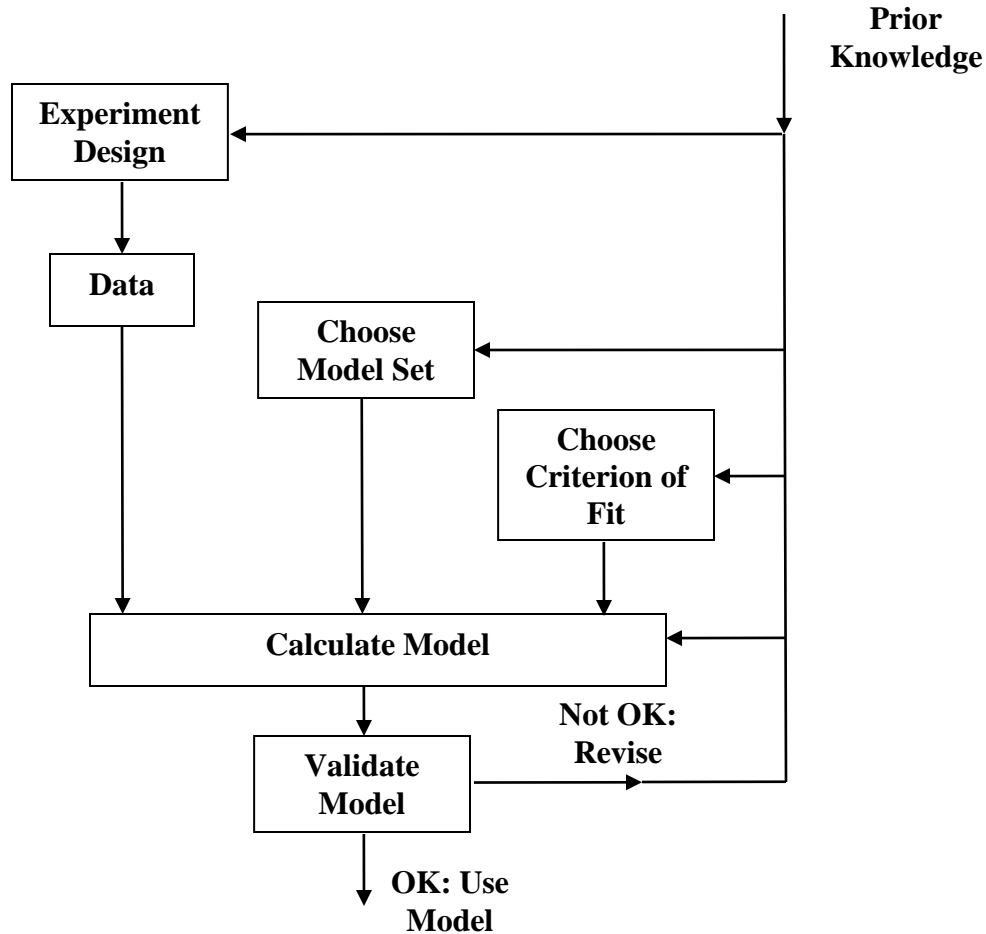 Prior
Knowledge
Experiment
Design
Data
Choose
Model Set
Choose
Criterion of
Fit
Calculate Model
Not OK:
Revise
Validate
Model
OK: Use
Model